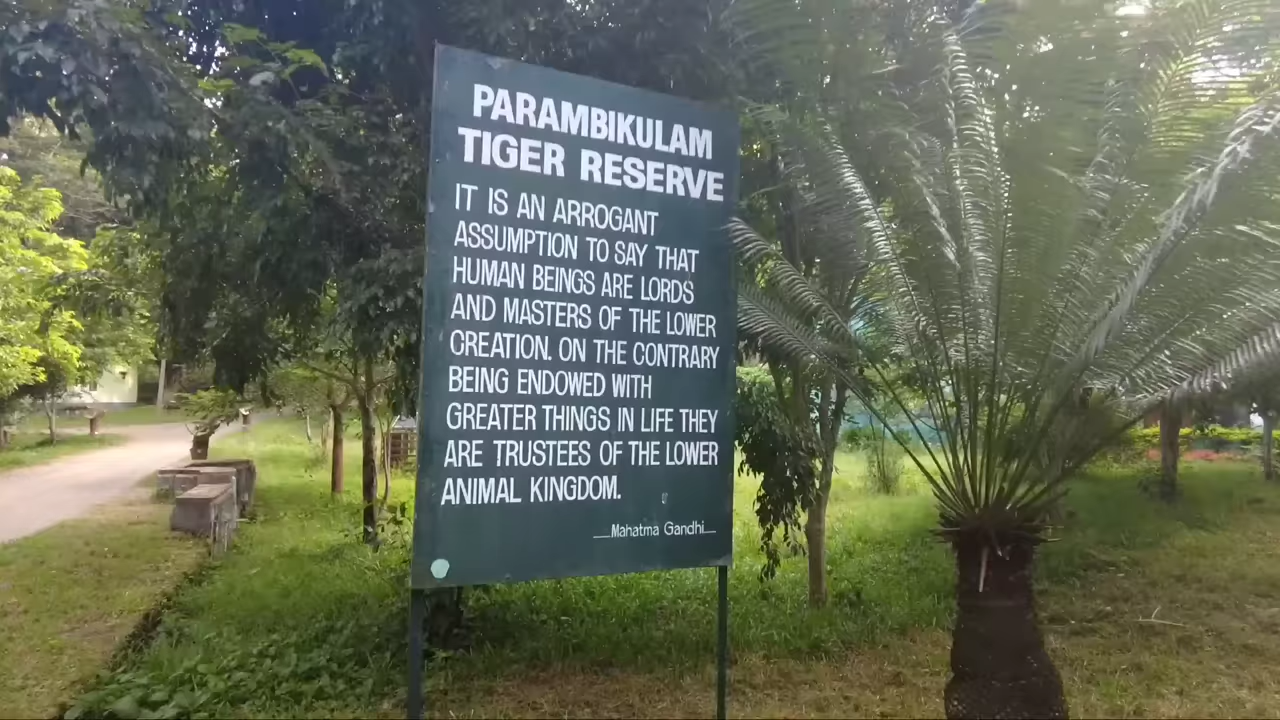 PARAMBIKULAM
TIGER RESERVE
IT IS AN ARROGANT
ASSUMPTION TO SAY THAT
HUMAN BEINGS ARE LORDS
AND MASTERS OF THE LOWER
CREATION. ON THE CONTRARY
BEING ENDOWED WITH
GREATER THINGS IN LIFE THEY
ARE TRUSTEES OF THE LOWER
ANIMAL KINGDOM.
__Mahatma Gandhi__